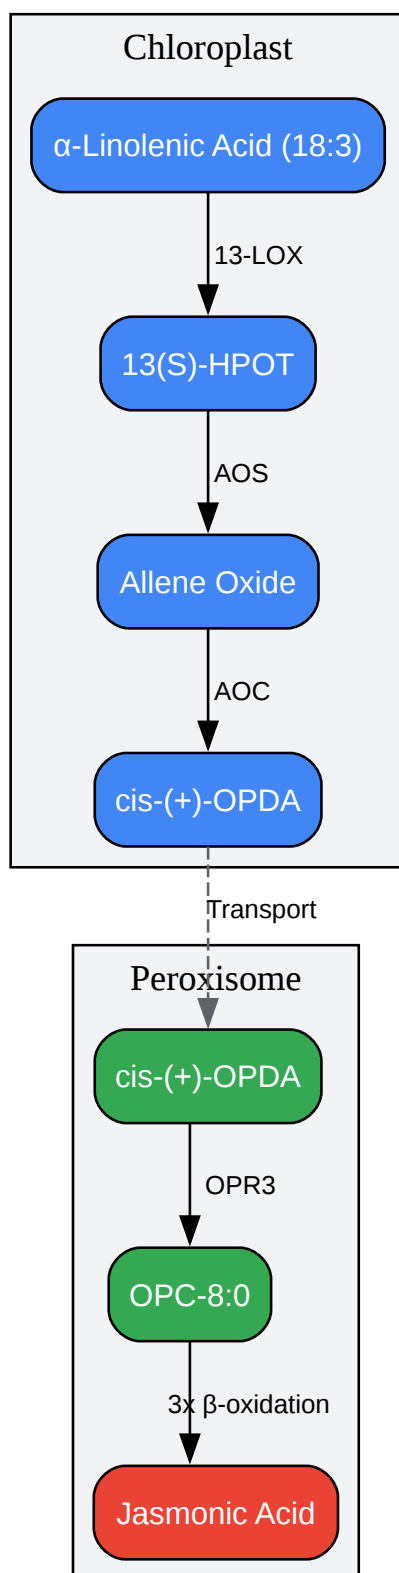 Chloroplast
α-Linolenic Acid (18:3)
13-LOX
13(S)-HPOT
AOS
Allene Oxide
AOC
cis-(+)-OPDA
Transport
Peroxisome
cis-(+)-OPDA
OPR3
OPC-8:0
3x β-oxidation
Jasmonic Acid